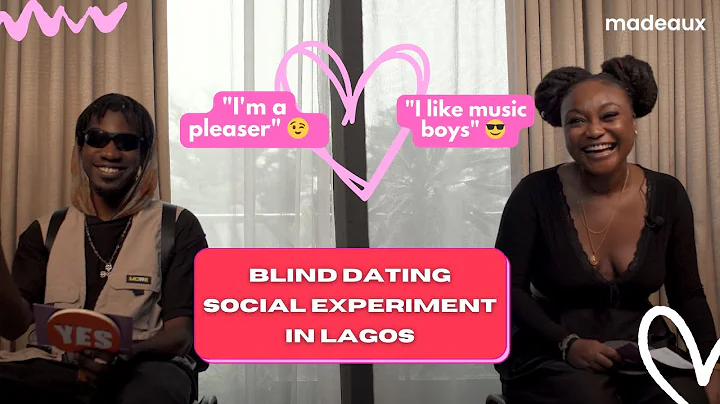 madeaux
"I'm a
pleaser" 😉
"I like music
boys" 😎
BLIND DATING
SOCIAL EXPERIMENT
IN LAGOS
YES